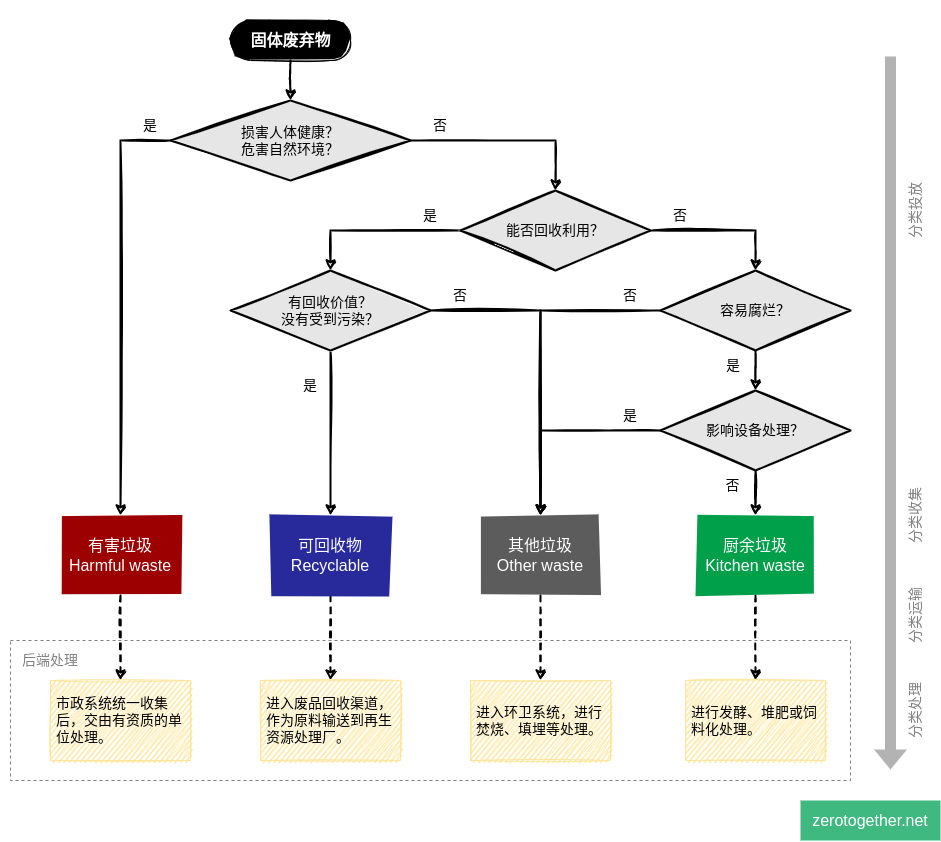 固体废弃物
是
否
损害人体健康?
危害自然环境?
是
否
能否回收利用?
有回收价值?
没有受到污染?
否
否
容易腐烂?
是
是
是
影响设备处理?
否
有害垃圾
Harmful waste
可回收物
Recyclable
其他垃圾
Other waste
厨余垃圾
Kitchen waste
后端处理
市政系统统一收集
后，交由有资质的单
位处理。
进入废品回收渠道，
作为原料输送到再生
资源处理厂。
进入环卫系统，进行
焚烧、填埋等处理。
进行发酵、堆肥或饲
料化处理。
分类投放
分类收集
分类运输
分类处理
zerotogether.net